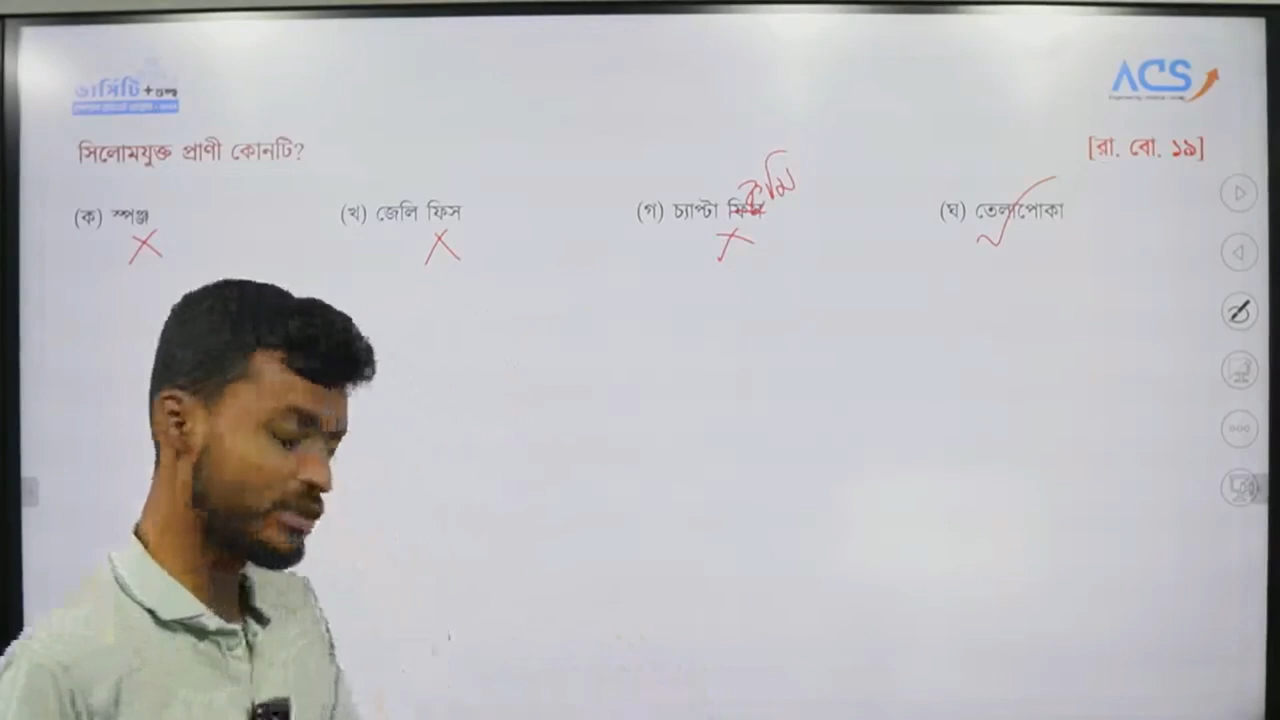 ভার্সিটি +
ACS
সিলোমযুক্ত প্রাণী কোনটি?
[রা. বো. ১৯]
(ক) স্পঞ্জ
(খ) জেলি ফিস
(গ) চ্যাপ্টা ফিস
কৃমি
(ঘ) তেলাপোকা